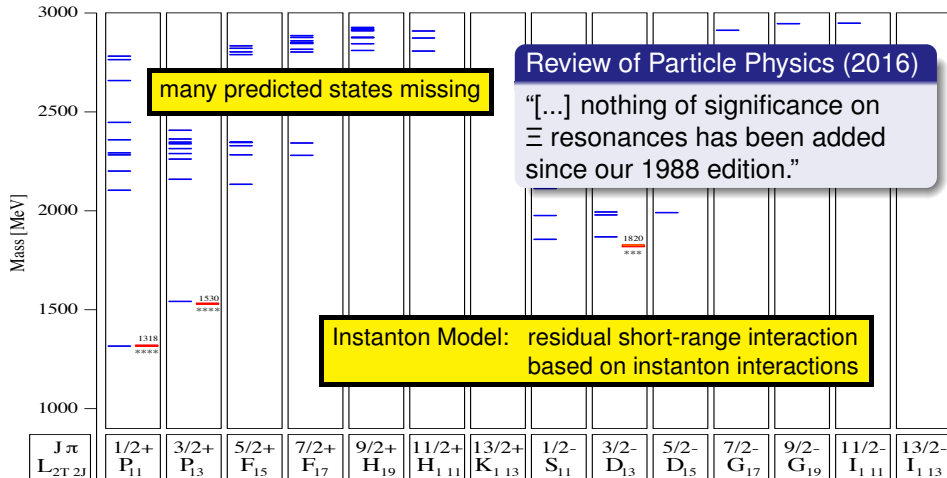 3000
many predicted states missing
Review of Particle Physics (2016)
“[...] nothing of significance on
Ξ resonances has been added
since our 1988 edition.”
2500
2000
Mass [MeV]
1820
***
1500
1530
****
1318
****
Instanton Model: residual short-range interaction
based on instanton interactions
1000
J π 1/2+ 3/2+ 5/2+ 7/2+ 9/2+ 11/2+ 13/2+ 1/2- 3/2- 5/2- 7/2- 9/2- 11/2- 13/2-
L2T 2J P11 P13 F15 F17 H19 H1 11 K1 13 S11 D13 D15 G17 G19 I1 11 I1 13